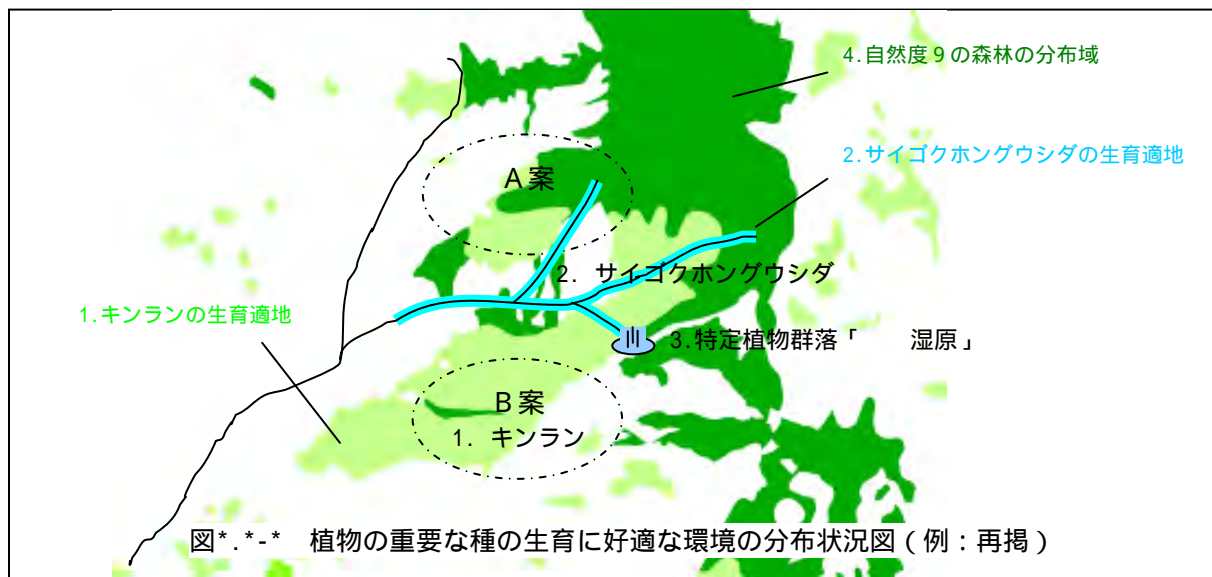 4.自然度９の森林の分布域
A案
2.サイゴクホングウシダの生育適地
2. サイゴクホングウシダ
1.キンランの生育適地
3.特定植物群落「　　湿原」
B案
1. キンラン
図*.*-*　植物の重要な種の生育に好適な環境の分布状況図（例：再掲）